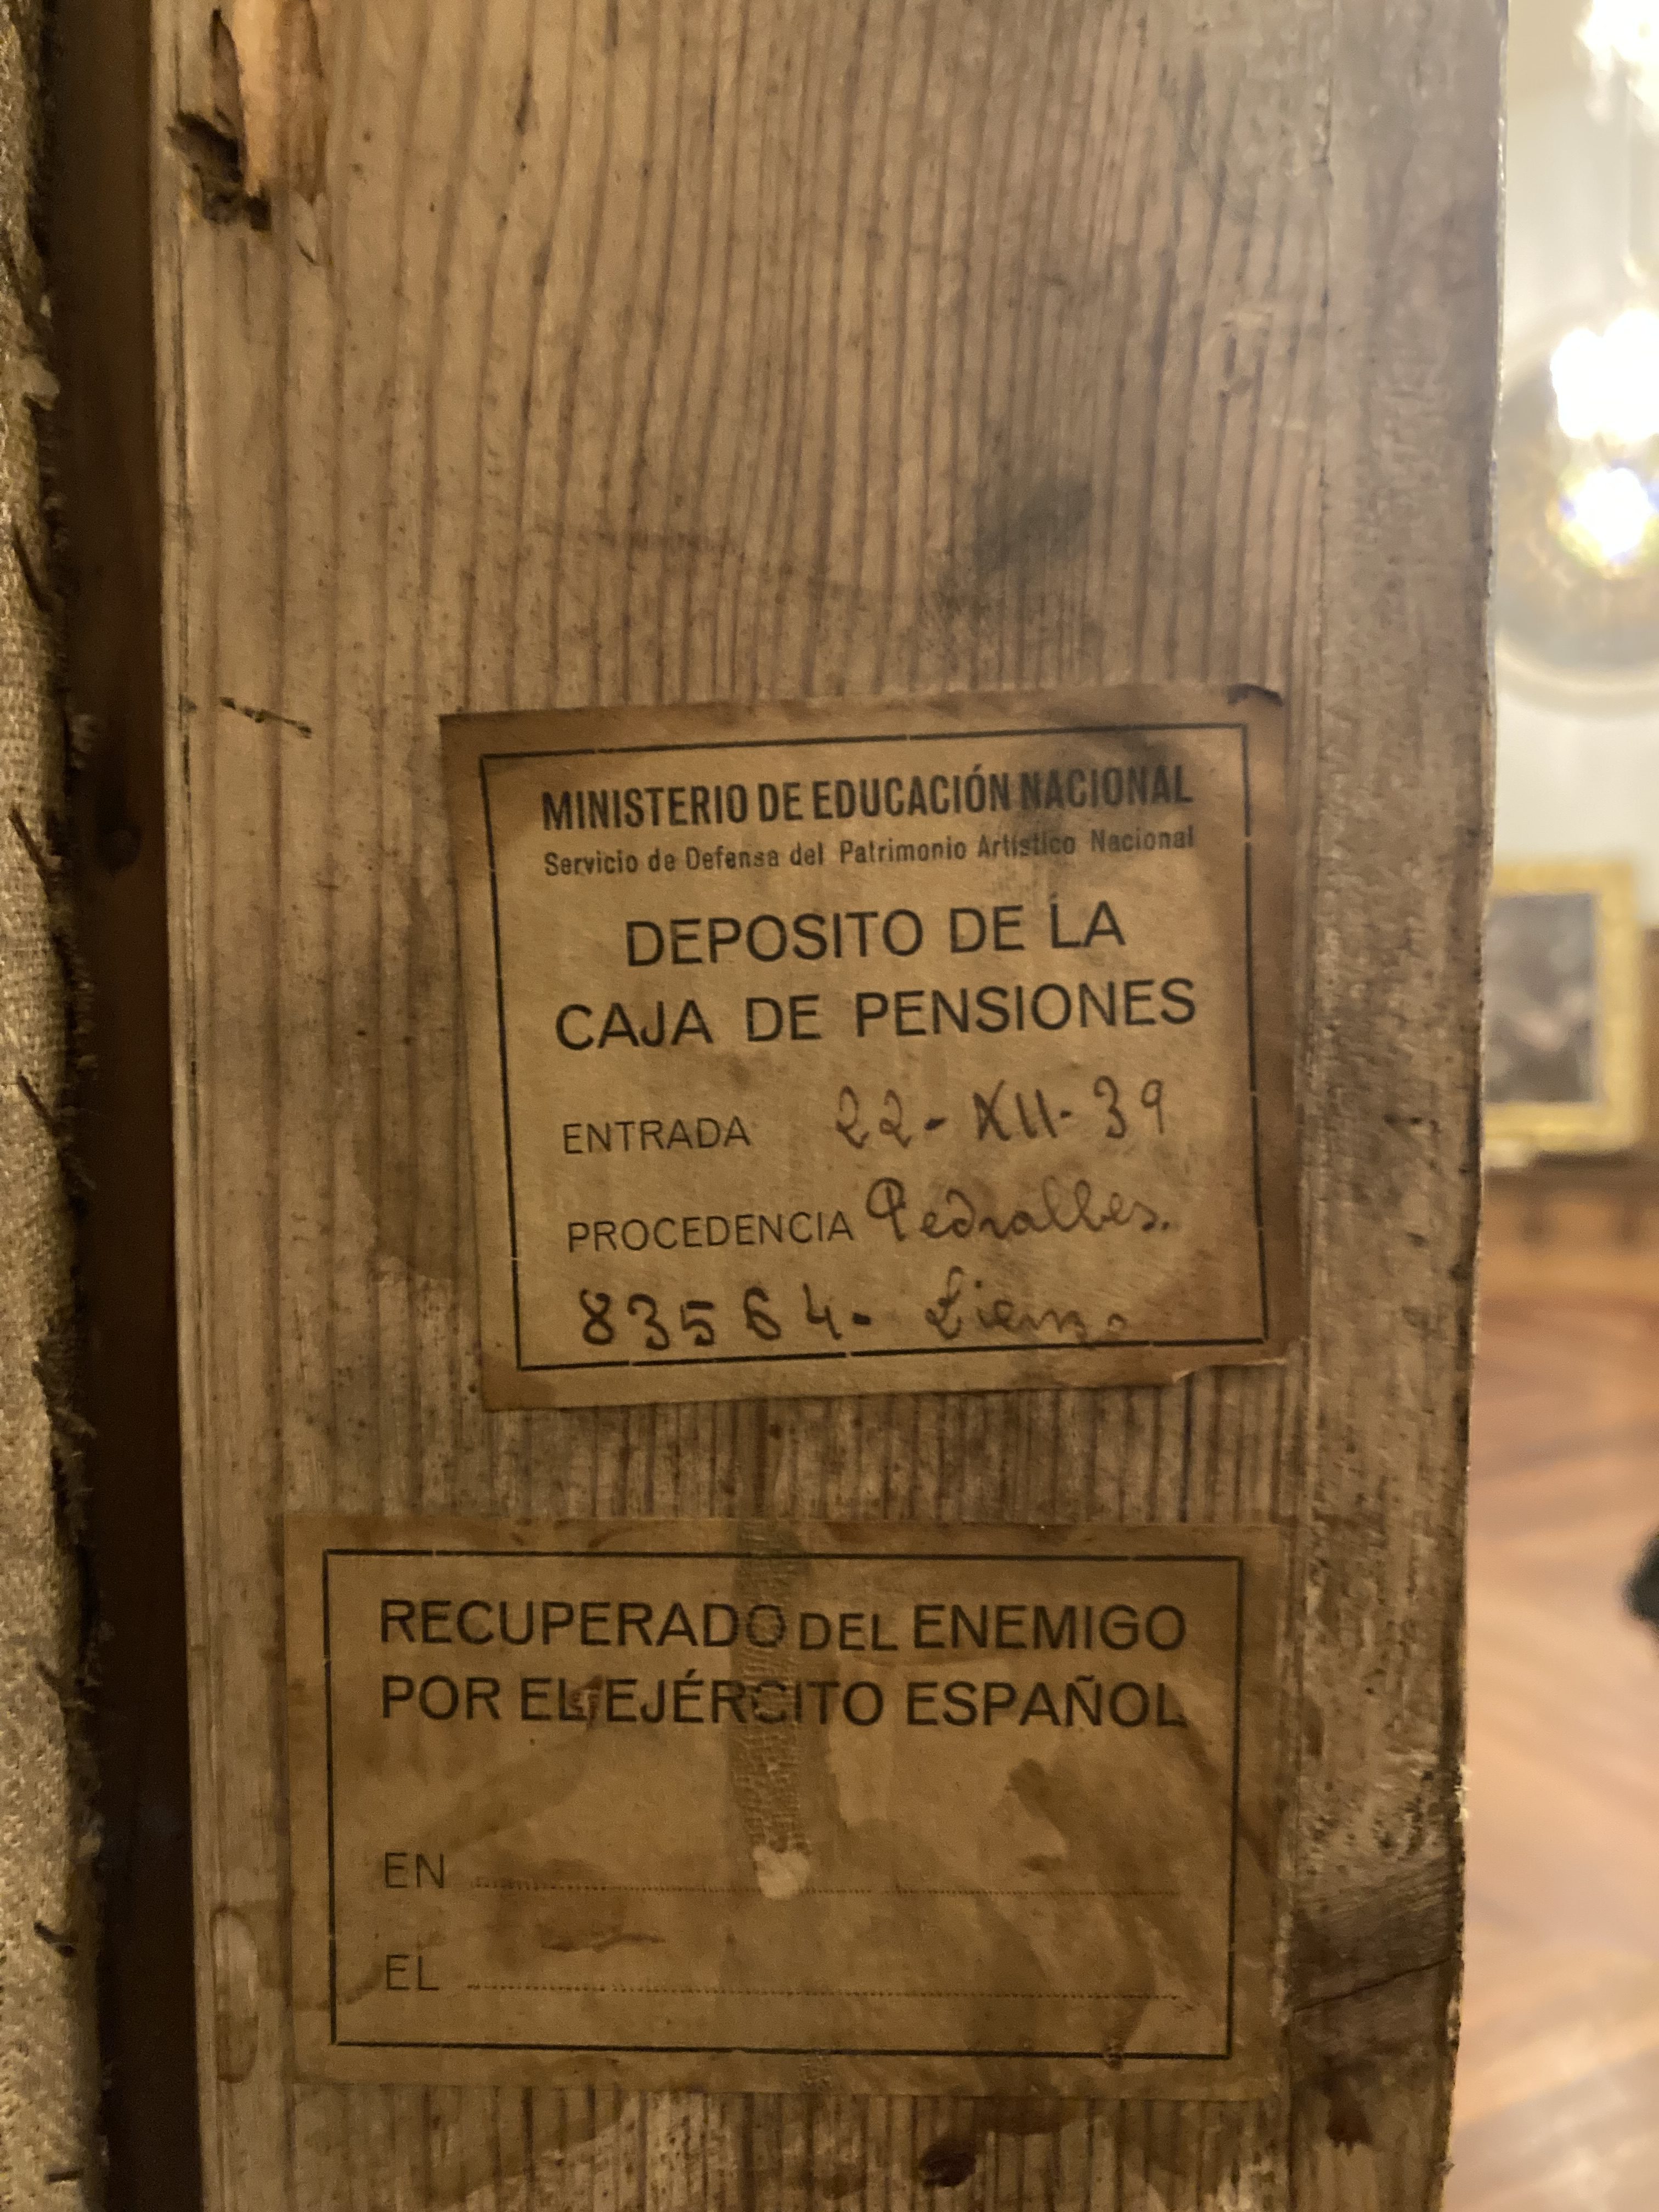 MINISTERIO DE EDUCACIÓN NACIONAL
Servicio de Defensa del Patrimonio Artístico Nacional
DEPOSITO DE LA
CAJA DE PENSIONES
ENTRADA 22-XII-39
PROCEDENCIA Pedralbes.
83564- Lienzo
RECUPERADO DEL ENEMIGO
POR EL EJÉRCITO ESPAÑOL
EN
EL